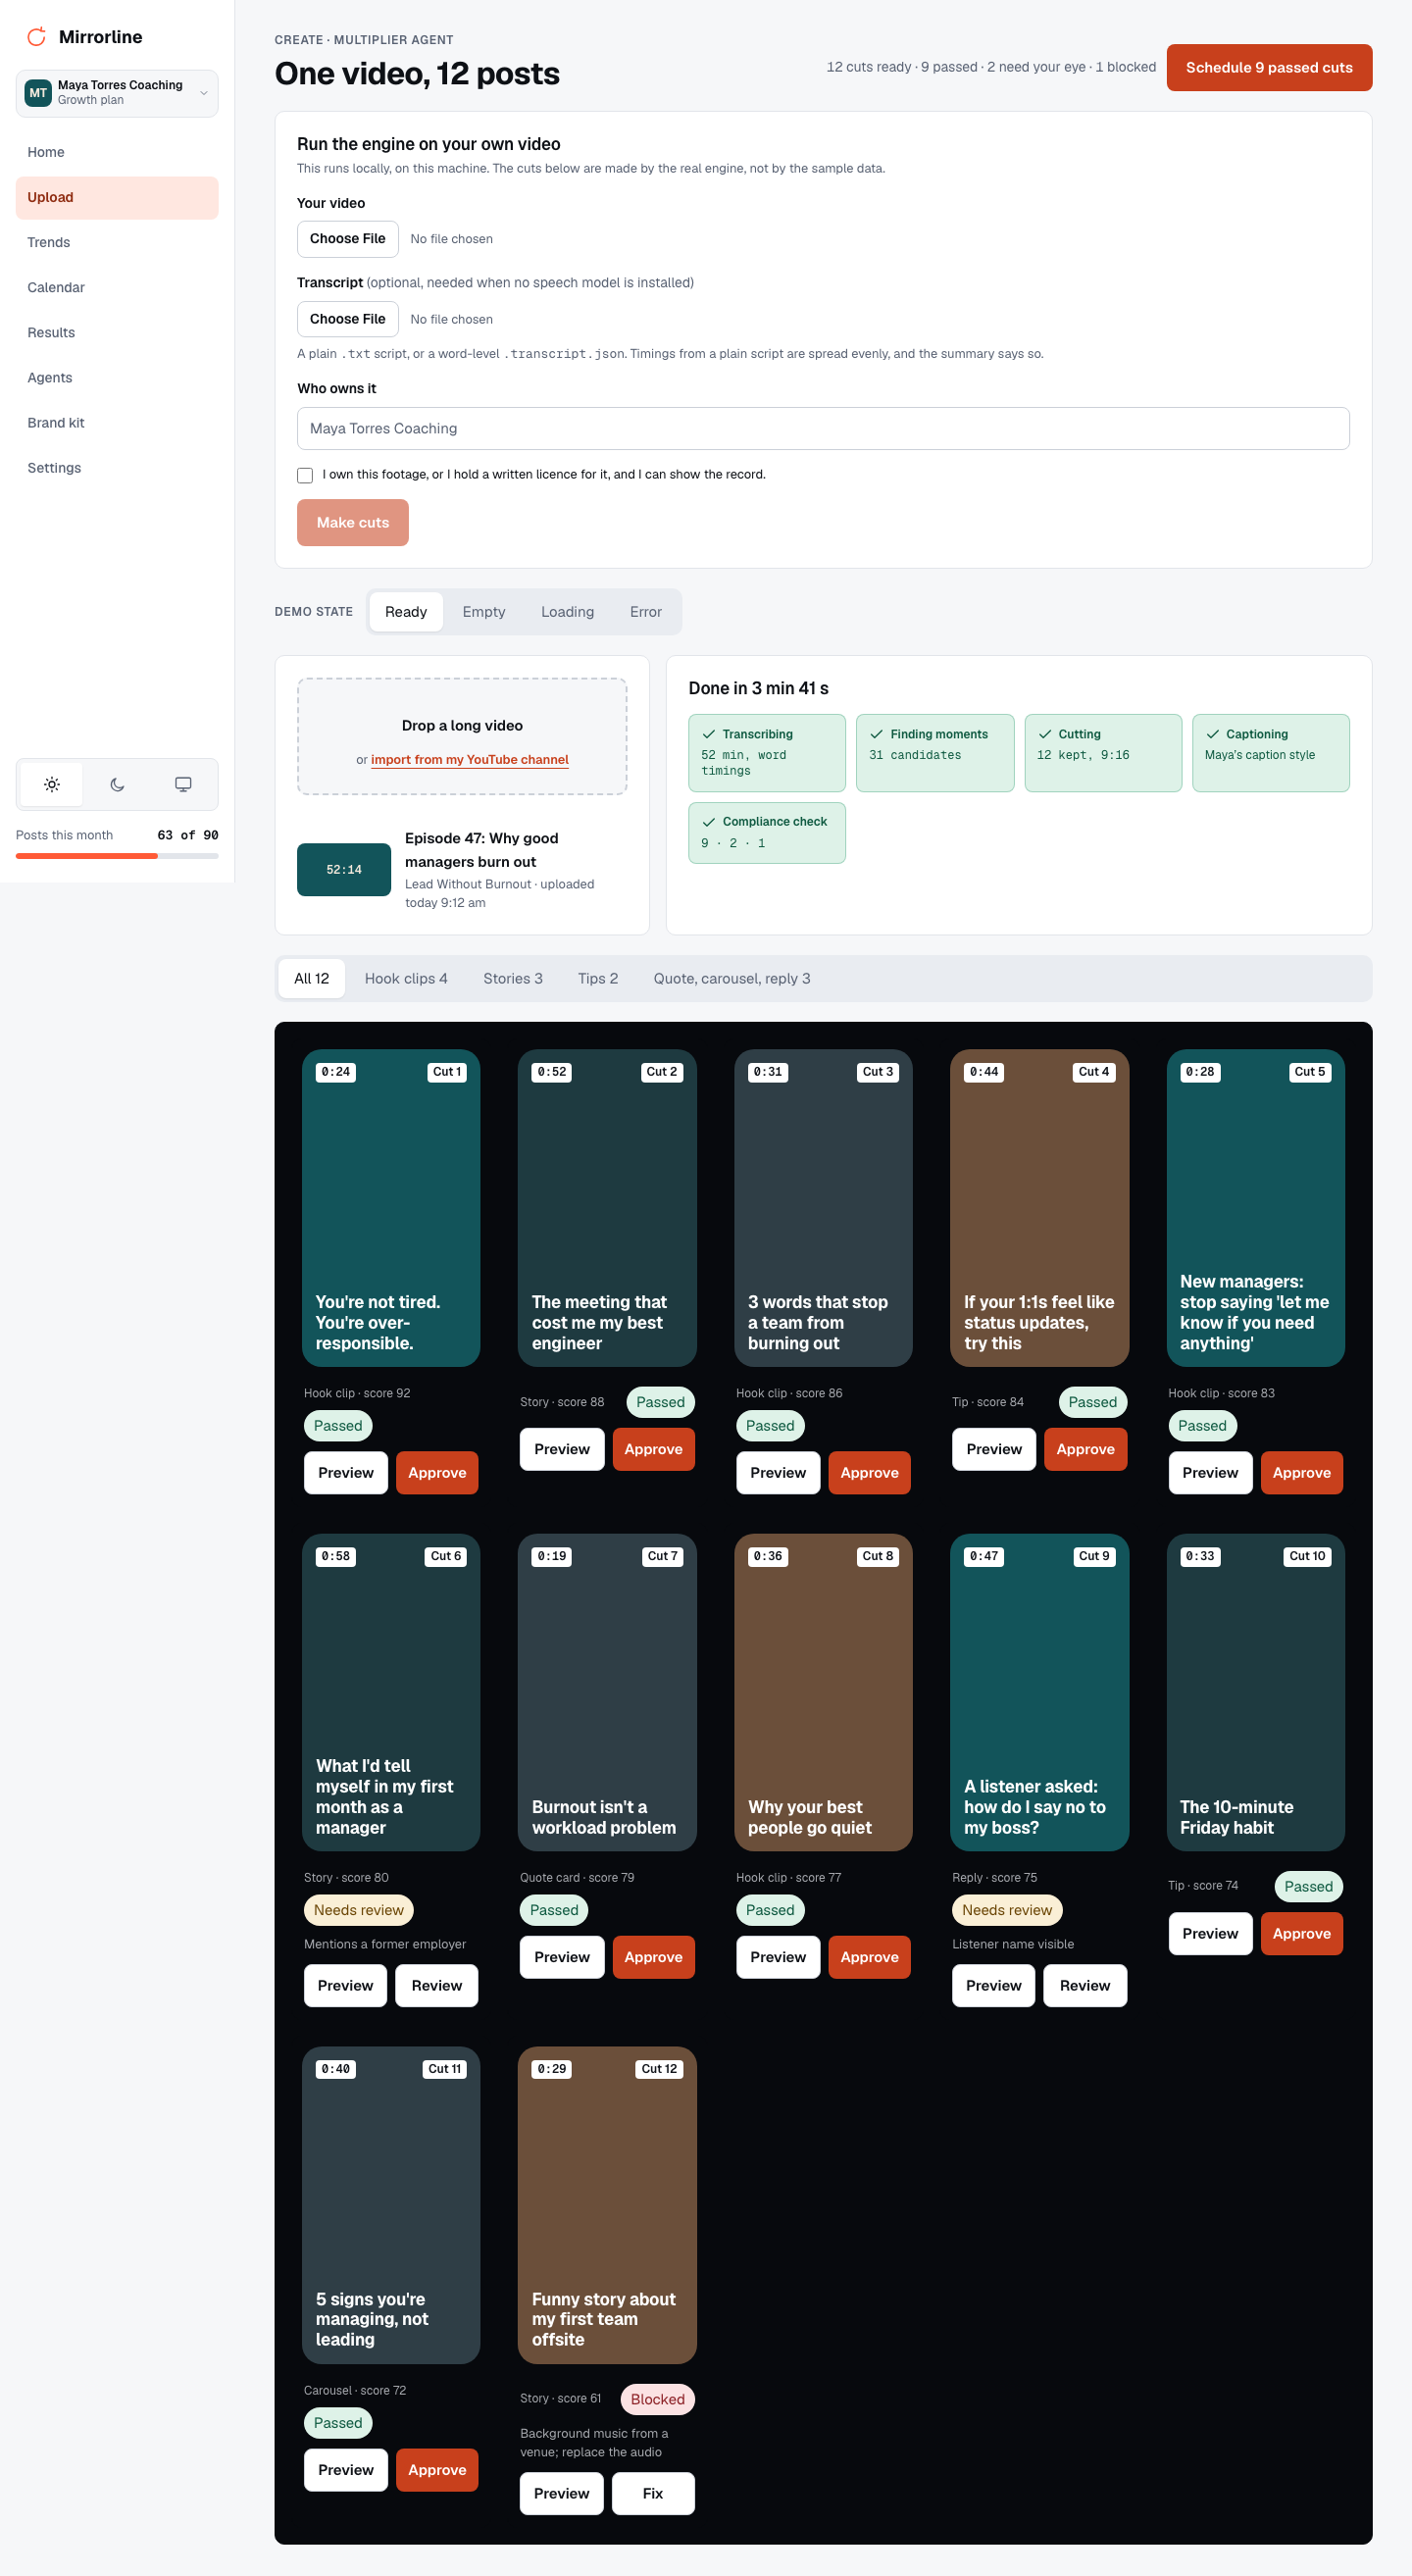 Mirrorline
MT
Maya Torres Coaching
Growth plan
Home
Upload
Trends
Calendar
Results
Agents
Brand kit
Settings
Posts this month
63 of 90
CREATE · MULTIPLIER AGENT
One video, 12 posts
12 cuts ready · 9 passed · 2 need your eye · 1 blocked
Schedule 9 passed cuts
Run the engine on your own video
This runs locally, on this machine. The cuts below are made by the real engine, not by the sample data.
Your video
Choose File No file chosen
Transcript (optional, needed when no speech model is installed)
Choose File No file chosen
A plain .txt script, or a word-level .transcript.json. Timings from a plain script are spread evenly, and the summary says so.
Who owns it
Maya Torres Coaching
I own this footage, or I hold a written licence for it, and I can show the record.
Make cuts
DEMO STATE
Ready
Empty
Loading
Error
Drop a long video
or import from my YouTube channel
52:14
Episode 47: Why good
managers burn out
Lead Without Burnout · uploaded
today 9:12 am
Done in 3 min 41 s
Transcribing
52 min, word
timings
Finding moments
31 candidates
Cutting
12 kept, 9:16
Captioning
Maya's caption style
Compliance check
9 · 2 · 1
All 12
Hook clips 4
Stories 3
Tips 2
Quote, carousel, reply 3
0:24
Cut 1
You're not tired.
You're over-
responsible.
Hook clip · score 92
Passed
Preview
Approve
0:52
Cut 2
The meeting that
cost me my best
engineer
Story · score 88
Passed
Preview
Approve
0:31
Cut 3
3 words that stop
a team from
burning out
Hook clip · score 86
Passed
Preview
Approve
0:44
Cut 4
If your 1:1s feel like
status updates,
try this
Tip · score 84
Passed
Preview
Approve
0:28
Cut 5
New managers:
stop saying 'let me
know if you need
anything'
Hook clip · score 83
Passed
Preview
Approve
0:58
Cut 6
What I'd tell
myself in my first
month as a
manager
Story · score 80
Needs review
Mentions a former employer
Preview
Review
0:19
Cut 7
Burnout isn't a
workload problem
Quote card · score 79
Passed
Preview
Approve
0:36
Cut 8
Why your best
people go quiet
Hook clip · score 77
Passed
Preview
Approve
0:47
Cut 9
A listener asked:
how do I say no to
my boss?
Reply · score 75
Needs review
Listener name visible
Preview
Review
0:33
Cut 10
The 10-minute
Friday habit
Tip · score 74
Passed
Preview
Approve
0:40
Cut 11
5 signs you're
managing, not
leading
Carousel · score 72
Passed
Preview
Approve
0:29
Cut 12
Funny story about
my first team
offsite
Story · score 61
Blocked
Background music from a
venue; replace the audio
Preview
Fix